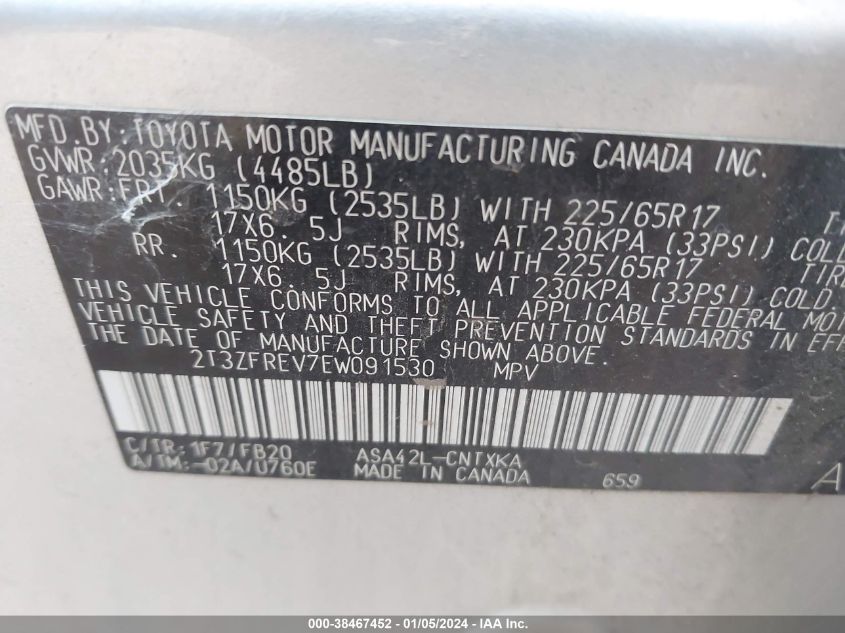 MFD.BY:TOYOTA MOTOR MANUFACTURING CANADA INC.
GVWR:2035KG (4485LB)
GAWR:FRT. 1150KG (2535LB) WITH 225/65R17
17X6. 5J RIMS, AT 230KPA (33PSI) COLD
RR. 1150KG (2535LB) WITH 225/65R17 TIRE
17X6. 5J RIMS, AT 230KPA (33PSI) COLD
THIS VEHICLE CONFORMS TO ALL APPLICABLE FEDERAL MOT
VEHICLE SAFETY AND THEFT PREVENTION STANDARDS IN EFF
THE DATE OF MANUFACTURE SHOWN ABOVE.
2T3ZFREV7EW091530 MPV
C/TR:1F7/FB20 ASA42L-CNTXKA
A/TM:-02A/U760E MADE IN CANADA 659
000-38467452 - 01/05/2024 - IAA Inc.